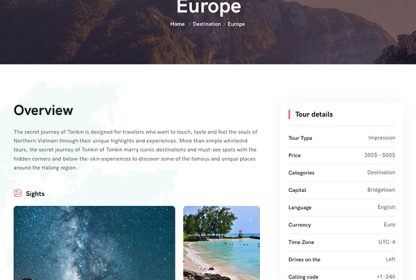 Europe
Home > Destination > Europe
Overview
The secret journey of Tonkin is designed for travelers who want to touch, taste and feel the souls of
Northern Vietnam through their unique highlights and experiences. More than simple whirlwind
tours, the secret journey of Tonkin of Tonkin marry iconic destinations and must-see spots with the
hidden corners and below-the-skin experiences to discover some of the famous and unique places
around the Halong region.
Sights
Tour details
Tour Type Impression
Price 300$ - 500$
Categories Destination
Capital Bridgetown
Language English
Currency Euro
Time Zone UTC-4
Drives on the Left
Calling code +1 -246